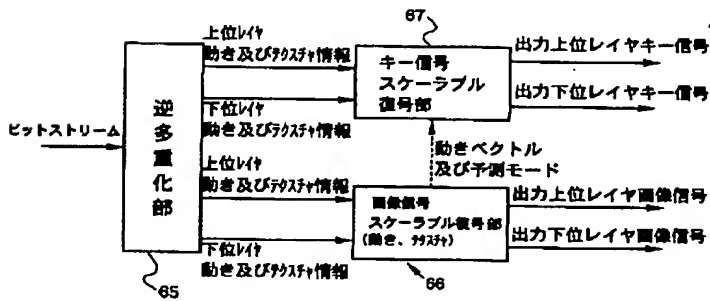 67
上位レイヤ
動き及びテクスチャ情報
キー信号
スケーラブル
復号部
出力上位レイヤキー信号
出力下位レイヤキー信号
ビットストリーム
逆多重化部
下位レイヤ
動き及びテクスチャ情報
動きベクトル
及び予測モード
上位レイヤ
動き及びテクスチャ情報
画像信号
スケーラブル復号部
(動き、テクスチャ)
出力上位レイヤ画像信号
出力下位レイヤ画像信号
下位レイヤ
動き及びテクスチャ情報
65
66